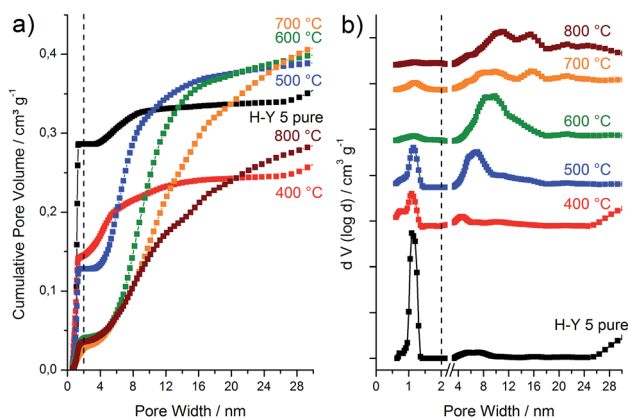 a)
Cumulative Pore Volume / cm³ g⁻¹
0,4
0,3
0,2
0,1
0,0
0 4 8 12 16 20 24 28
Pore Width / nm
700 °C
600 °C
500 °C
H-Y 5 pure
800 °C
400 °C
b)
d V (log d) / cm³ g⁻¹
0 1 2 4 8 12 16 20 24 28
Pore Width / nm
800 °C
700 °C
600 °C
500 °C
400 °C
H-Y 5 pure